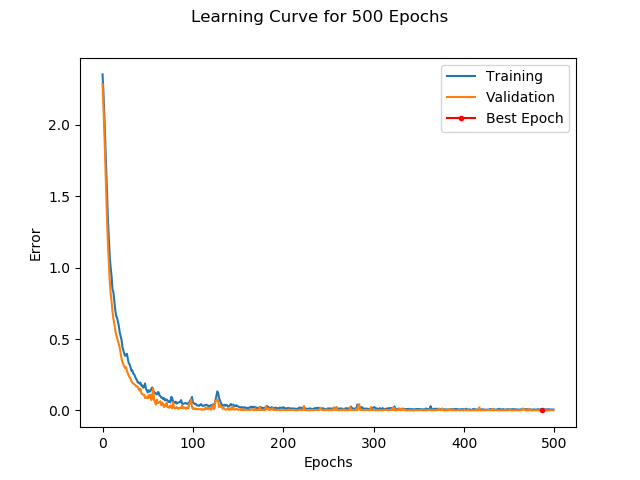 Learning Curve for 500 Epochs
Training
Validation
Best Epoch
Error
2.0
1.5
1.0
0.5
0.0
0 100 200 300 400 500
Epochs